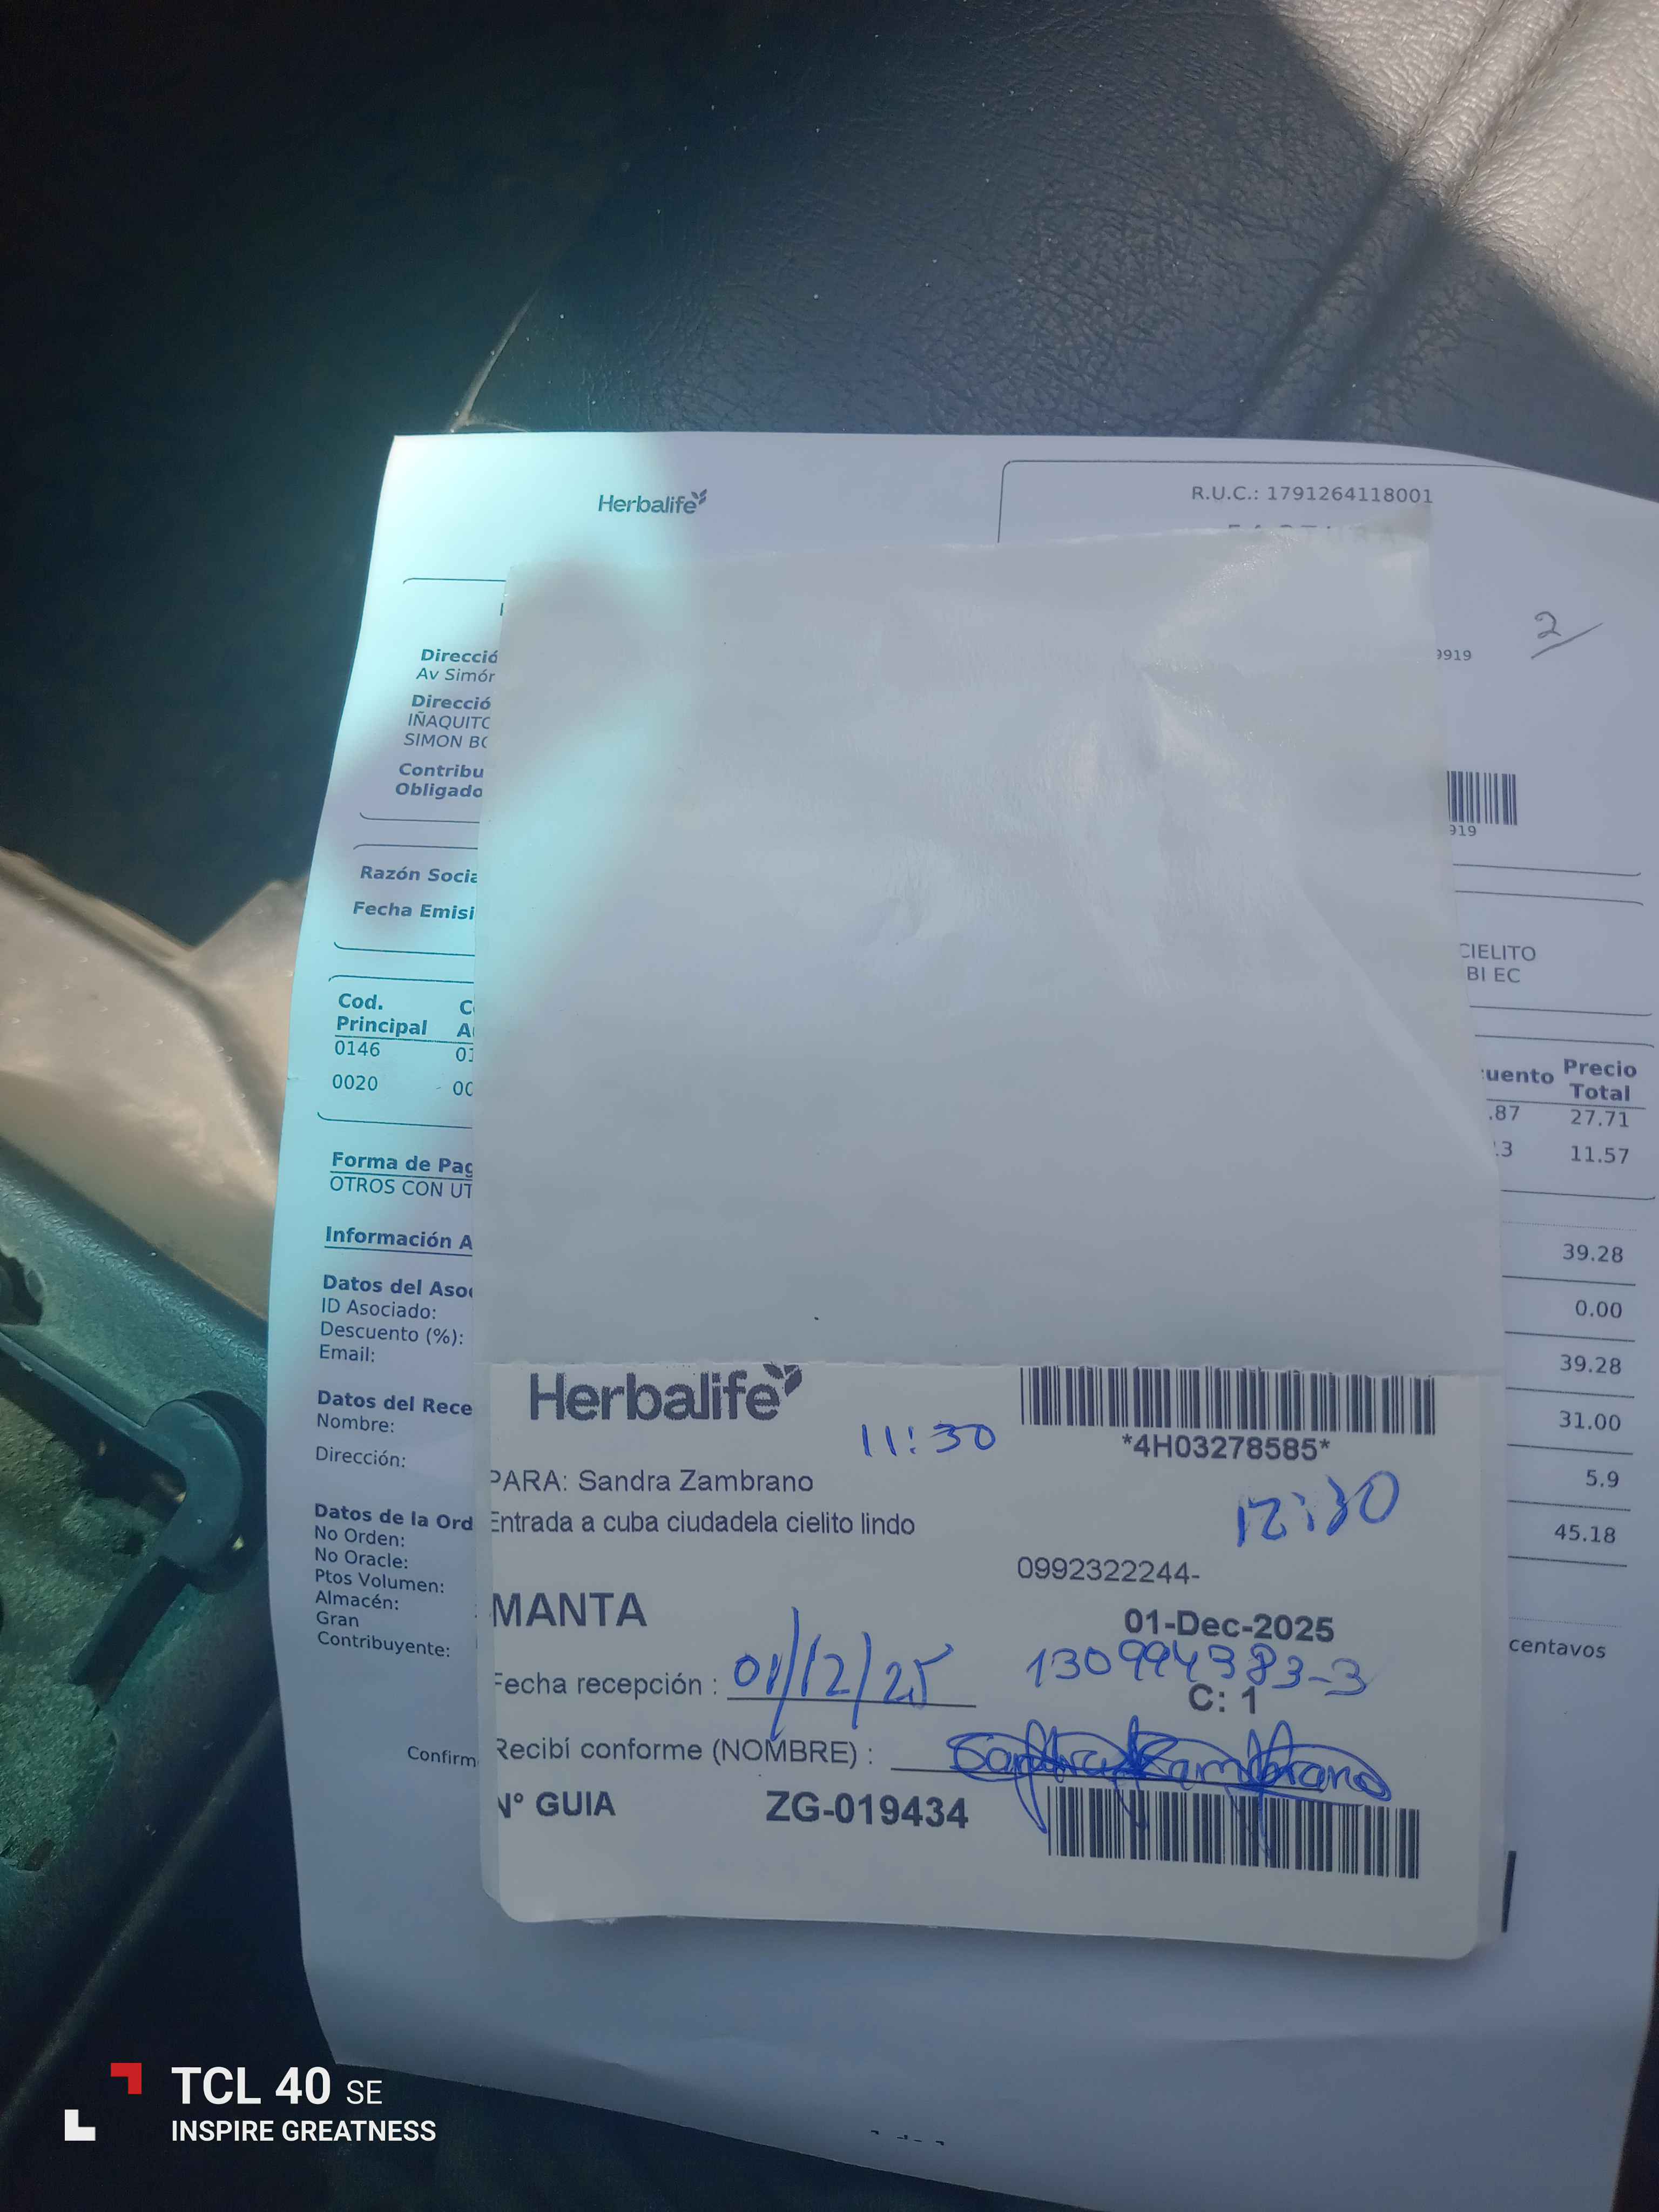 Herbalife
R.U.C.: 1791264118001
2
9919
Direcció
Av Simón
Direcció
IÑAQUITO
SIMON BO
Contribu
Obligado
919
Razón Socia
Fecha Emisi
CIELITO
BI EC
Cod. Principal
0146
0020
uento Precio Total
.87 27.71
.3 11.57
Forma de Pag
OTROS CON UT
Información A
39.28
0.00
39.28
31.00
5.9
45.18
Datos del Aso
ID Asociado:
Descuento (%):
Email:
Datos del Rece
Nombre:
Dirección:
Datos de la Ord
No Orden:
No Oracle:
Ptos Volumen:
Almacén:
Gran
Contribuyente:
centavos
Confirm
Herbalife
11:30
*4H03278585*
PARA: Sandra Zambrano
12:30
Entrada a cuba ciudadela cielito lindo
0992322244-
MANTA
01-Dec-2025
Fecha recepción : 01/12/25
130994383-3
C: 1
Recibí conforme (NOMBRE) : Sandra Zambrano
N° GUIA ZG-019434
TCL 40 SE
INSPIRE GREATNESS